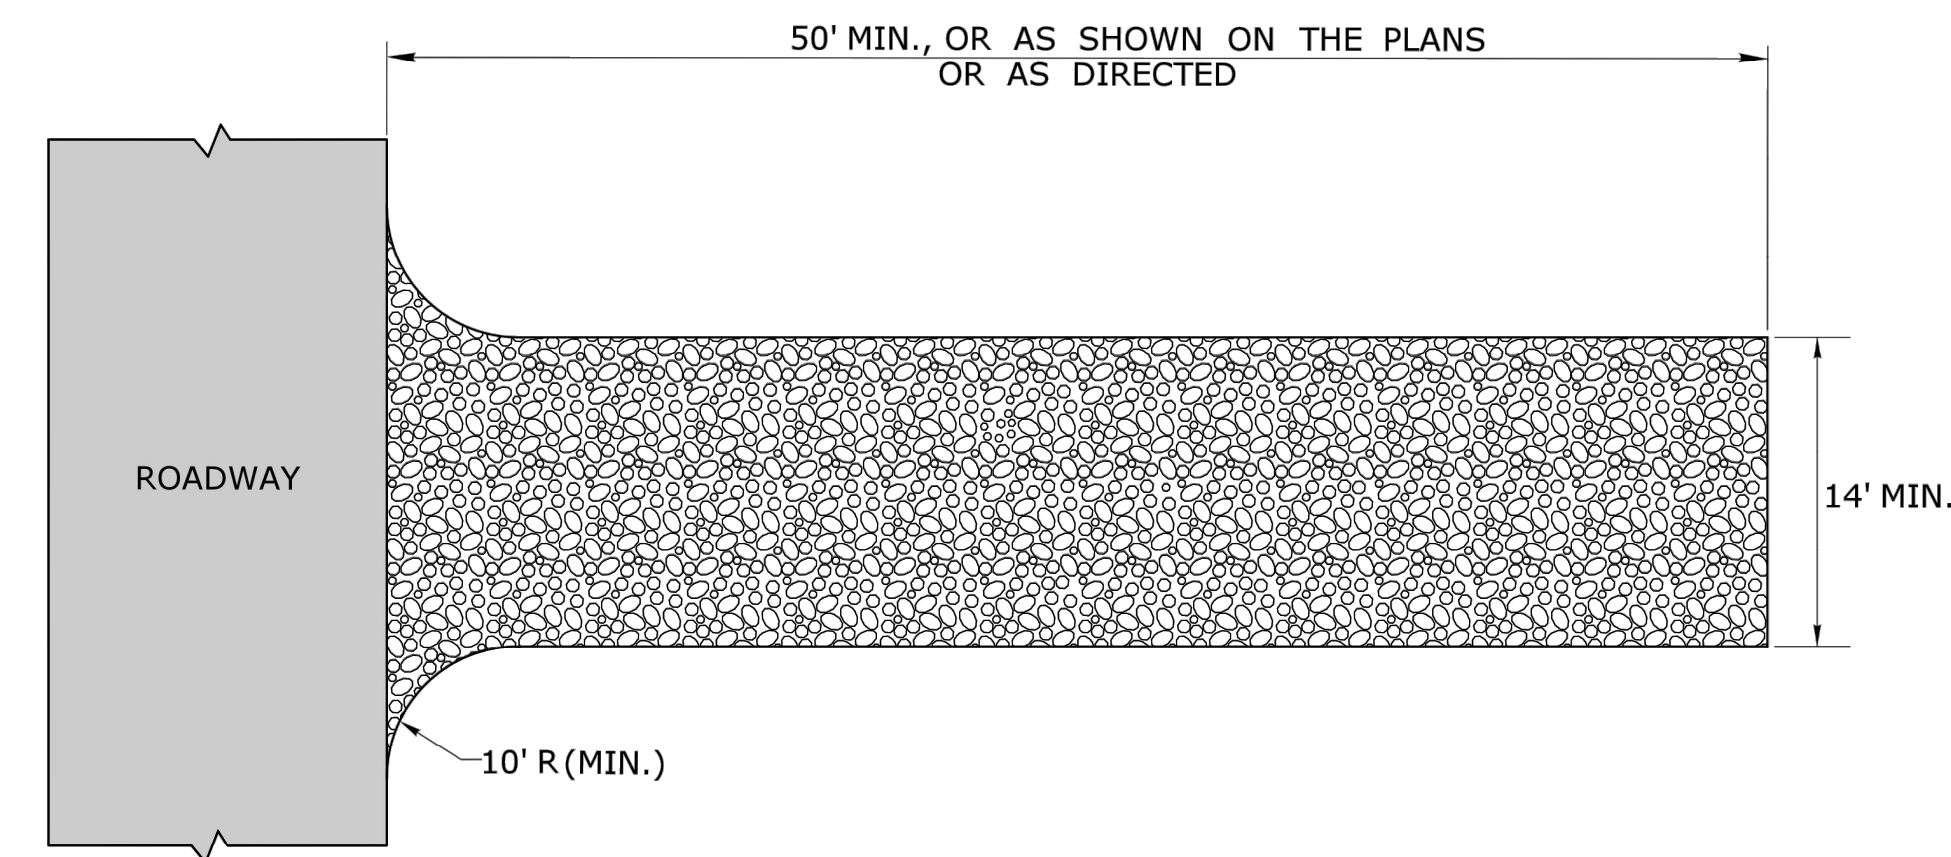 50' MIN., OR AS SHOWN ON THE PLANS
OR AS DIRECTED
ROADWAY
14' MIN.
10' R (MIN.)